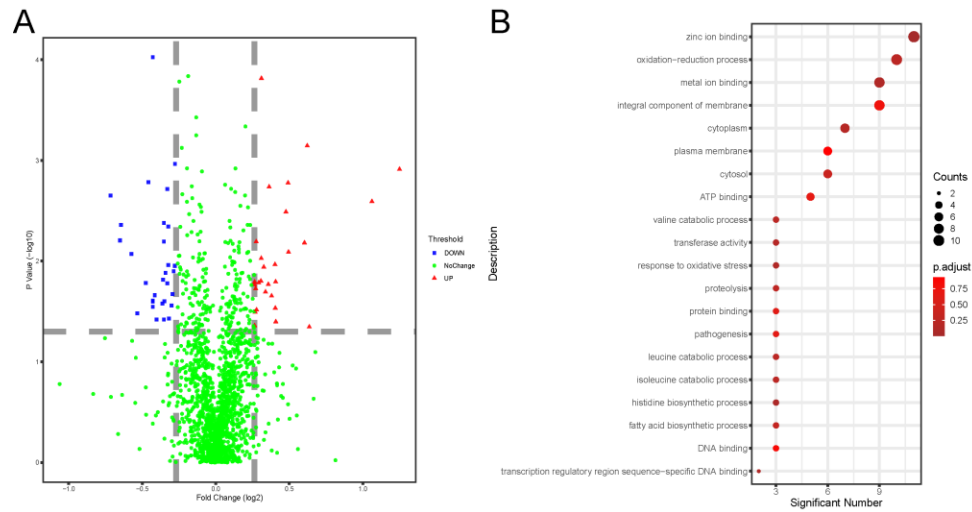 A
4
3
2
1
0
P Value (−log10)
−1.0
−0.5
0.0
0.5
1.0
Fold Change (log2)
Threshold
DOWN
NoChange
UP
B
Description
zinc ion binding
oxidation−reduction process
metal ion binding
integral component of membrane
cytoplasm
plasma membrane
cytosol
ATP binding
valine catabolic process
transferase activity
response to oxidative stress
proteolysis
protein binding
pathogenesis
leucine catabolic process
isoleucine catabolic process
histidine biosynthetic process
fatty acid biosynthetic process
DNA binding
transcription regulatory region sequence−specific DNA binding
3
6
9
Significant Number
Counts
2
4
6
8
10
p.adjust
0.75
0.50
0.25